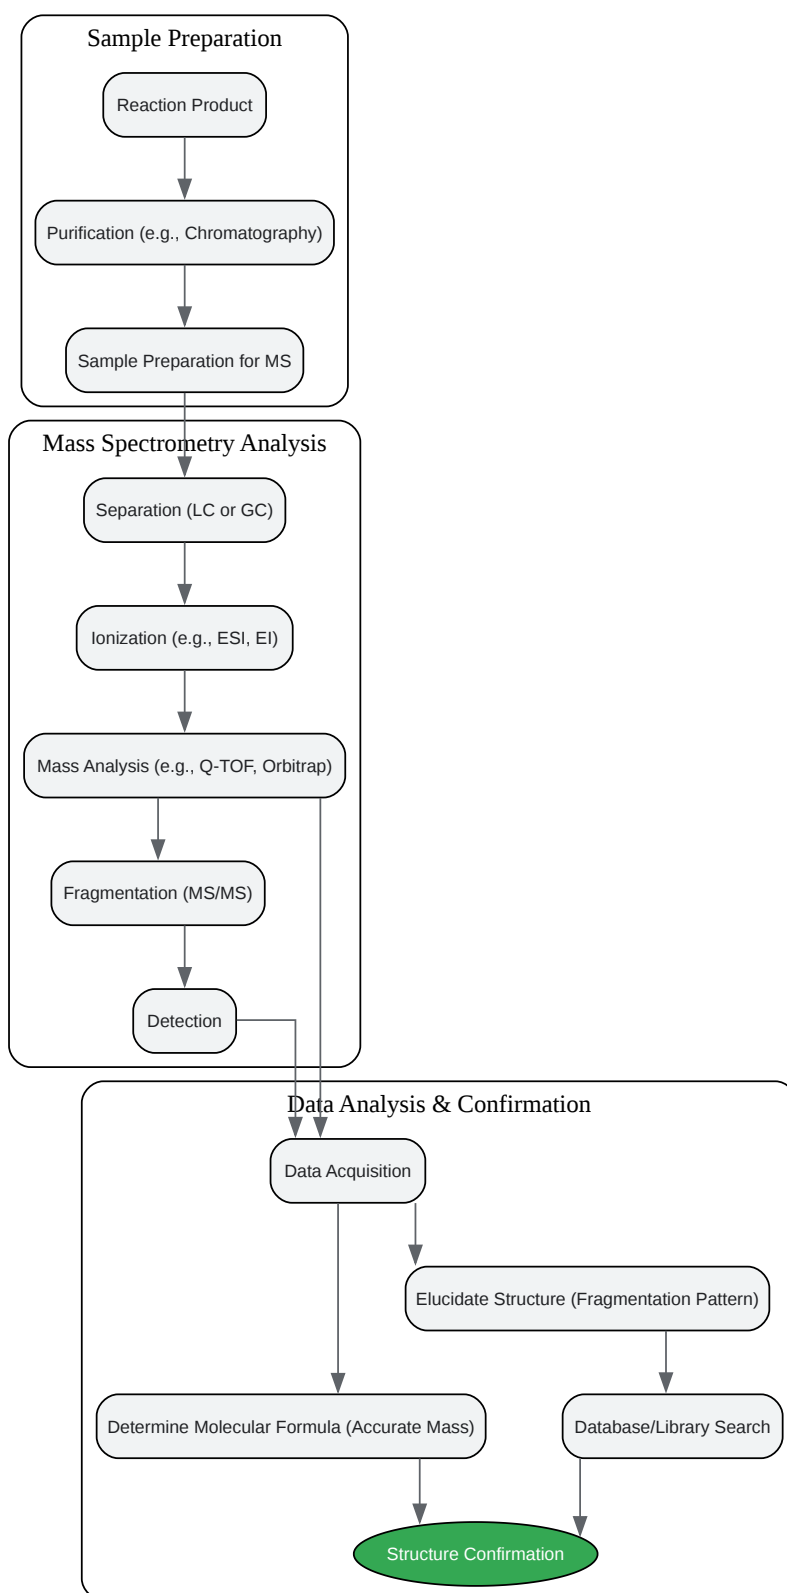 Sample Preparation
Reaction Product
Purification (e.g., Chromatography)
Sample Preparation for MS
Mass Spectrometry Analysis
Separation (LC or GC)
Ionization (e.g., ESI, EI)
Mass Analysis (e.g., Q-TOF, Orbitrap)
Fragmentation (MS/MS)
Detection
Data Analysis & Confirmation
Data Acquisition
Elucidate Structure (Fragmentation Pattern)
Determine Molecular Formula (Accurate Mass)
Database/Library Search
Structure Confirmation